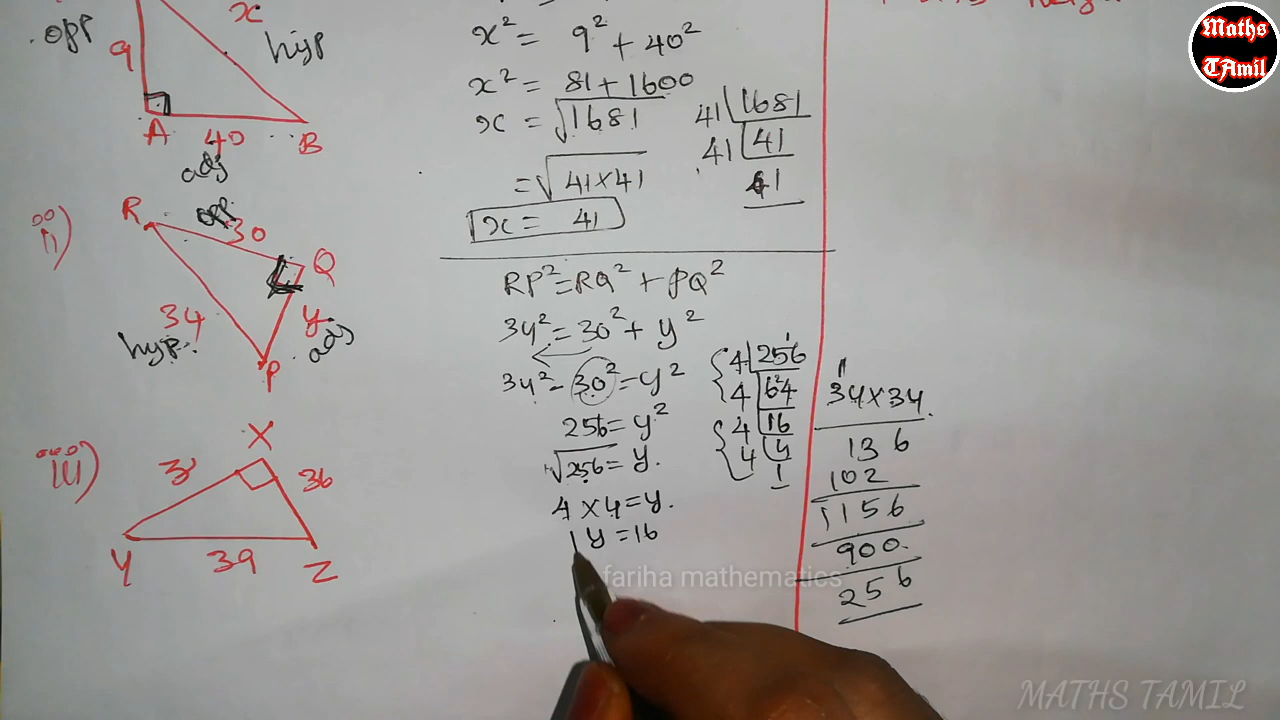 opp
9
x
hyp
A
40
B
adj
x² = 9² + 40²
x² = 81 + 1600
x = √1681
= √41×41
x = 41
41 1681
41 41
41
ii)
R
opp
30
Q
34
hyp.
y
adj
P
RP² = RQ² + PQ²
34² = 30² + y²
34² - 30² = y²
256 = y²
√256 = y.
4 × 4 = y.
y = 16
4 256
4 64
4 16
4 4
1
34×34
136
102
1156
900
256
iii)
X
36
Y
39
Z
fariha mathematics
Maths
TAmil
MATHS TAMIL